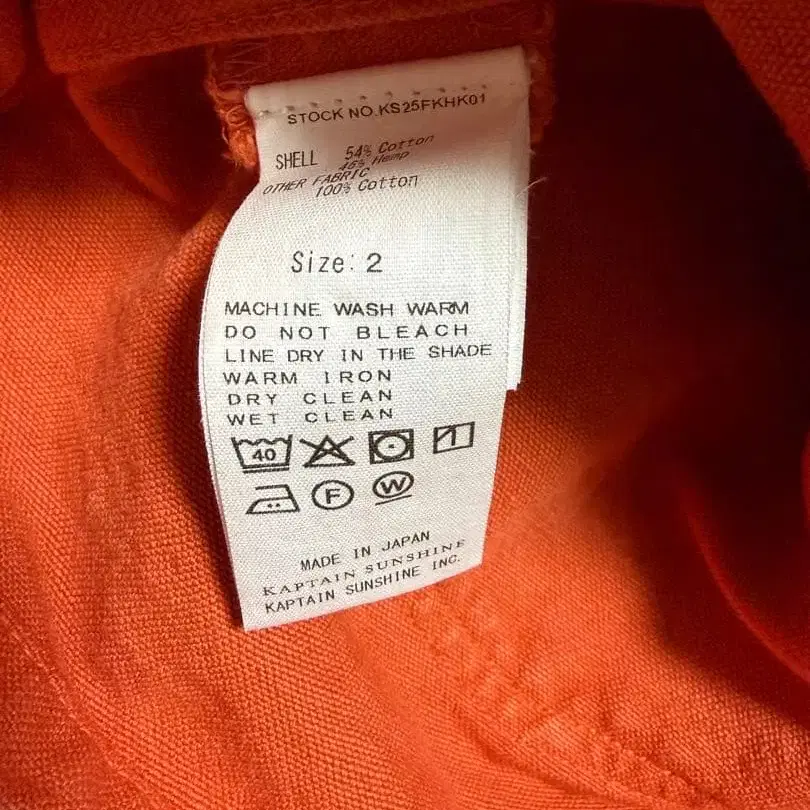 STOCK NO.KS25FKHK01
SHELL 54% Cotton
46% Hemp
OTHER FABRIC
100% Cotton
Size: 2
MACHINE WASH WARM
DO NOT BLEACH
LINE DRY IN THE SHADE
WARM IRON
DRY CLEAN
WET CLEAN
40
F W
MADE IN JAPAN
KAPTAIN SUNSHINE
KAPTAIN SUNSHINE INC.